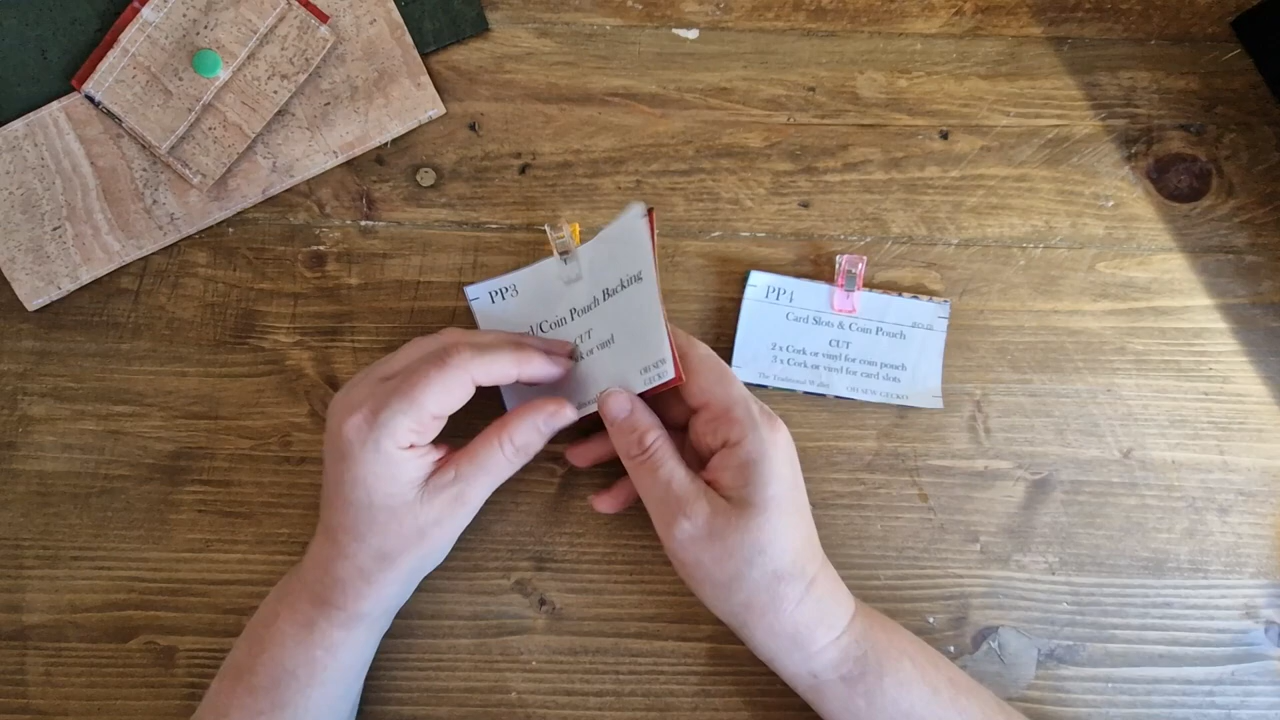 PP3
d/Coin Pouch Backing
CUT
or vinyl
OH SEW
GECKO
PP4
Card Slots & Coin Pouch
CUT
2 x Cork or vinyl for coin pouch
3 x Cork or vinyl for card slots
The Traditional Wallet
OH SEW GECKO